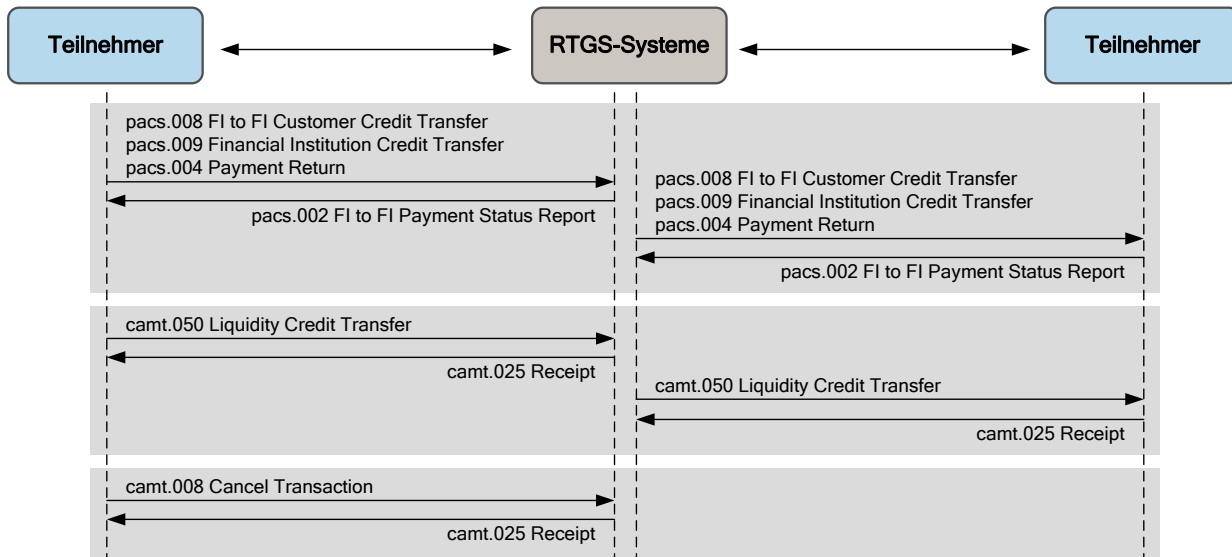 Teilnehmer
RTGS-Systeme
Teilnehmer
pacs.008 FI to FI Customer Credit Transfer
pacs.009 Financial Institution Credit Transfer
pacs.004 Payment Return
pacs.002 FI to FI Payment Status Report
pacs.008 FI to FI Customer Credit Transfer
pacs.009 Financial Institution Credit Transfer
pacs.004 Payment Return
pacs.002 FI to FI Payment Status Report
camt.050 Liquidity Credit Transfer
camt.025 Receipt
camt.050 Liquidity Credit Transfer
camt.025 Receipt
camt.008 Cancel Transaction
camt.025 Receipt